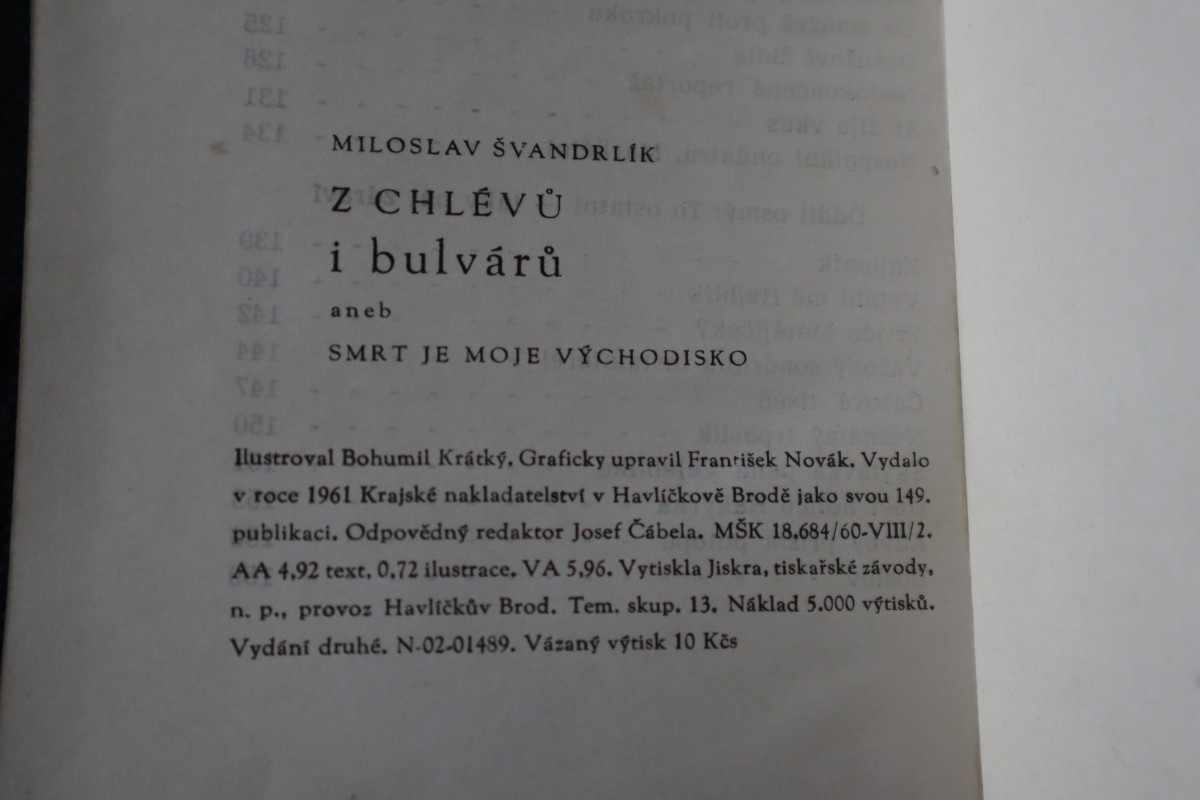 MILOSLAV ŠVANDRLÍK
Z CHLÉVŮ
i bulvárů
aneb
SMRT JE MOJE VÝCHODISKO
Ilustroval Bohumil Krátký. Graficky upravil František Novák. Vydalo
v roce 1961 Krajské nakladatelství v Havlíčkově Brodě jako svou 149.
publikaci. Odpovědný redaktor Josef Čábela. MŠK 18.684/60-VIII/2.
AA 4,92 text, 0,72 ilustrace. VA 5,96. Vytiskla Jiskra, tiskařské závody,
n. p., provoz Havlíčkův Brod. Tem. skup. 13. Náklad 5.000 výtisků.
Vydání druhé. N-02-01489. Vázaný výtisk 10 Kčs